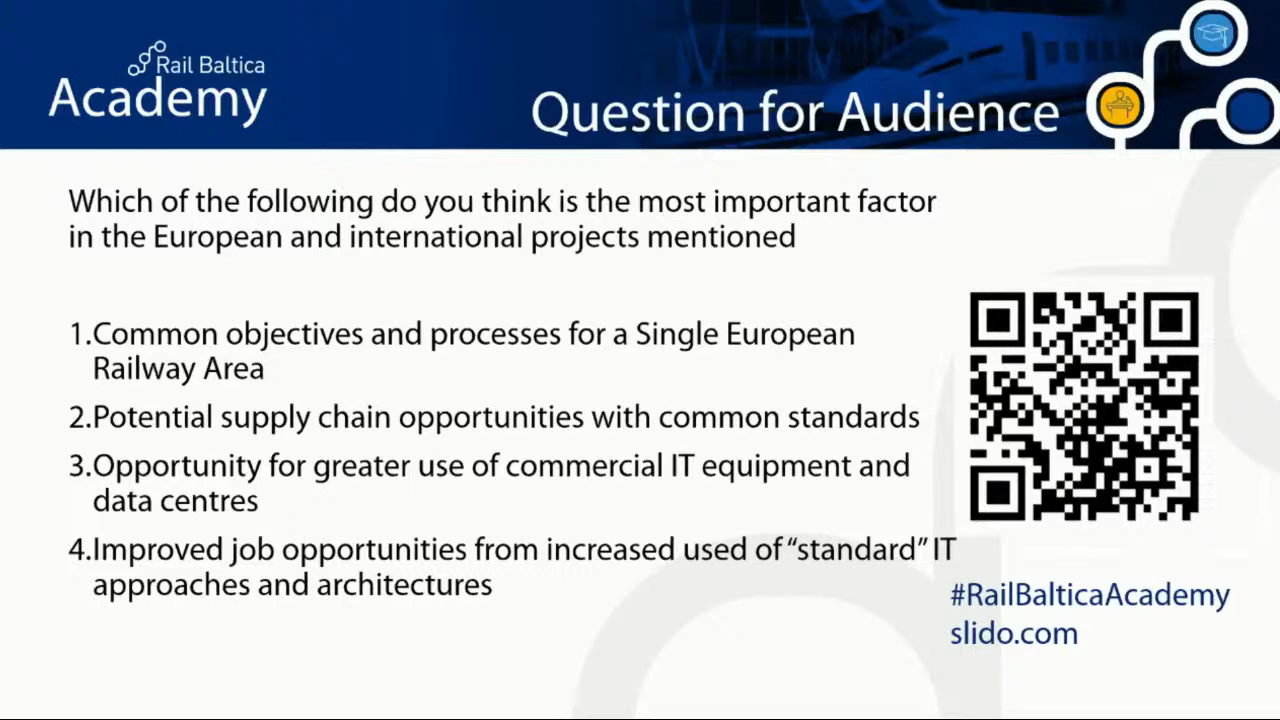 Rail Baltica
Academy
Question for Audience
Which of the following do you think is the most important factor
in the European and international projects mentioned
1.Common objectives and processes for a Single European
Railway Area
2.Potential supply chain opportunities with common standards
3.Opportunity for greater use of commercial IT equipment and
data centres
4.Improved job opportunities from increased used of “standard” IT
approaches and architectures
#RailBalticaAcademy
slido.com